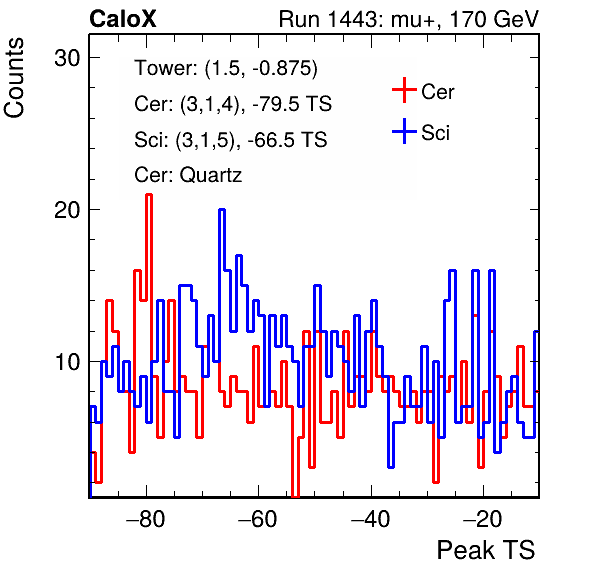 CaloX Run 1443: mu+, 170 GeV
Counts
30
20
10
Tower: (1.5, -0.875)
Cer: (3,1,4), -79.5 TS
Sci: (3,1,5), -66.5 TS
Cer: Quartz
Cer
Sci
−80 −60 −40 −20
Peak TS